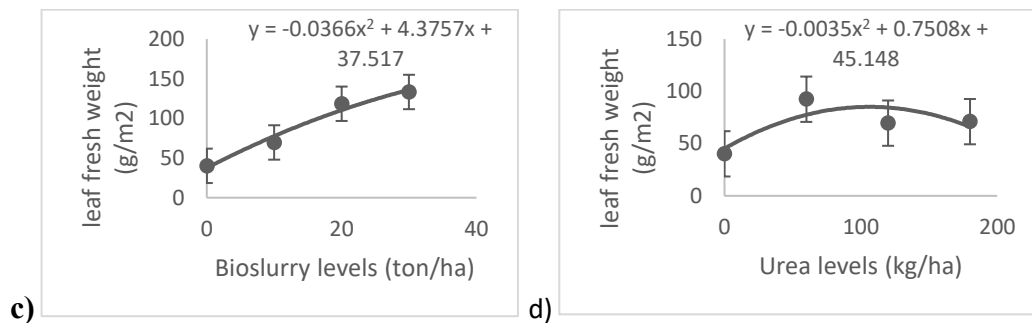 y = -0.0366x² + 4.3757x +
37.517
leaf fresh weight
(g/m2)
200
150
100
50
0
0 20 40
Bioslurry levels (ton/ha)
c)
y = -0.0035x² + 0.7508x +
45.148
leaf fresh weight
(g/m2)
150
100
50
0
0 100 200
Urea levels (kg/ha)
d)